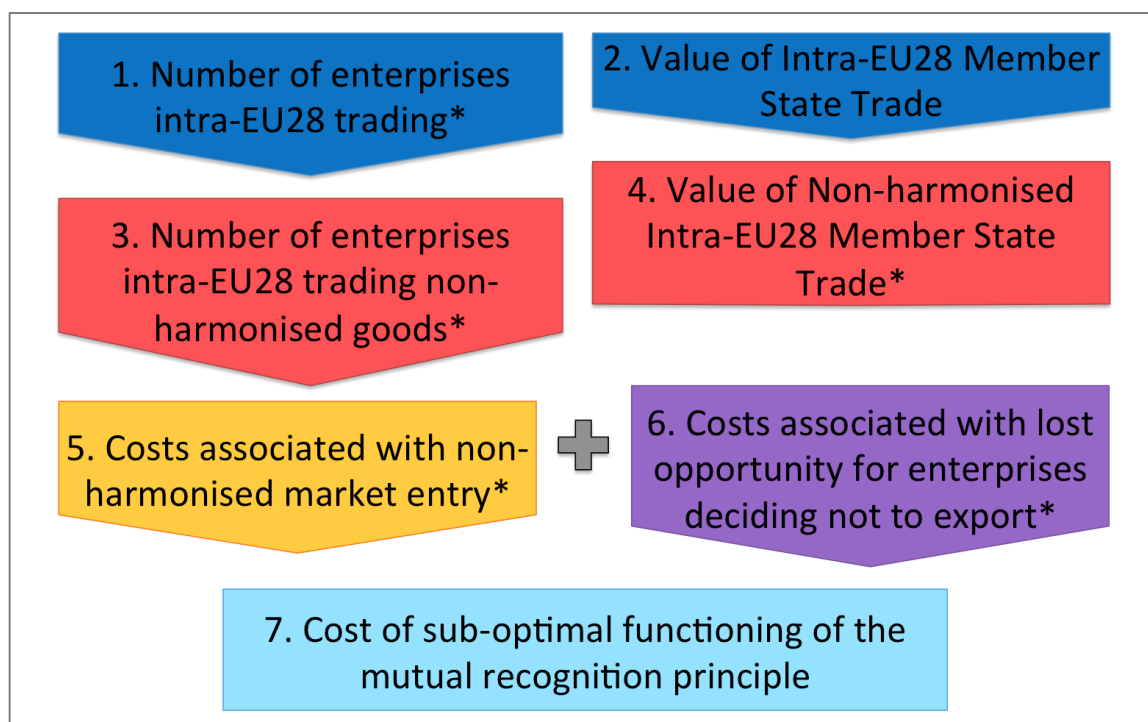 1. Number of enterprises
intra-EU28 trading*
2. Value of Intra-EU28 Member
State Trade
3. Number of enterprises
intra-EU28 trading non-
harmonised goods*
4. Value of Non-harmonised
Intra-EU28 Member State
Trade*
5. Costs associated with non-
harmonised market entry*
6. Costs associated with lost
opportunity for enterprises
deciding not to export*
7. Cost of sub-optimal functioning of the
mutual recognition principle